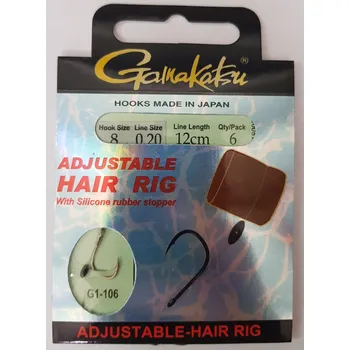 Gamakatsu
HOOKS MADE IN JAPAN
Hook Size Line Size Line Length Qty/Pack
8 0,20 12cm 6
ADJUSTABLE
HAIR RIG
With Silicone rubber stopper
G1-106
ADJUSTABLE-HAIR RIG